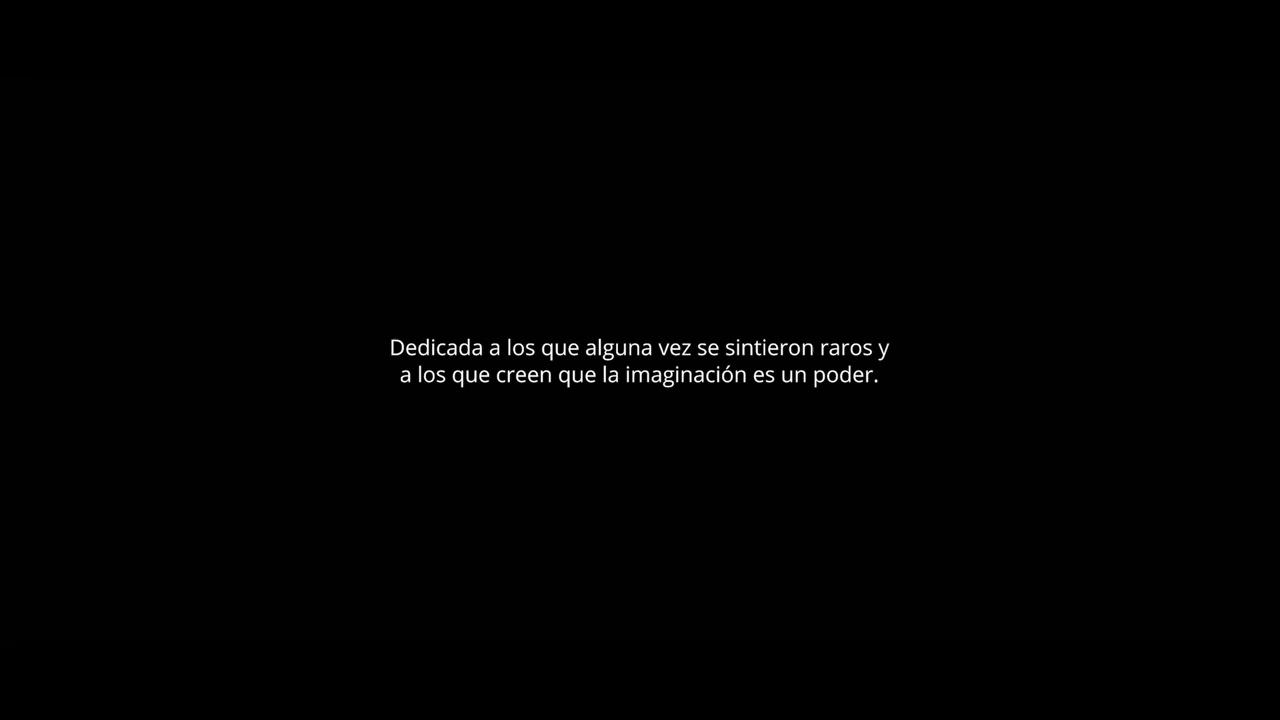 Dedicada a los que alguna vez se sintieron raros y
a los que creen que la imaginación es un poder.